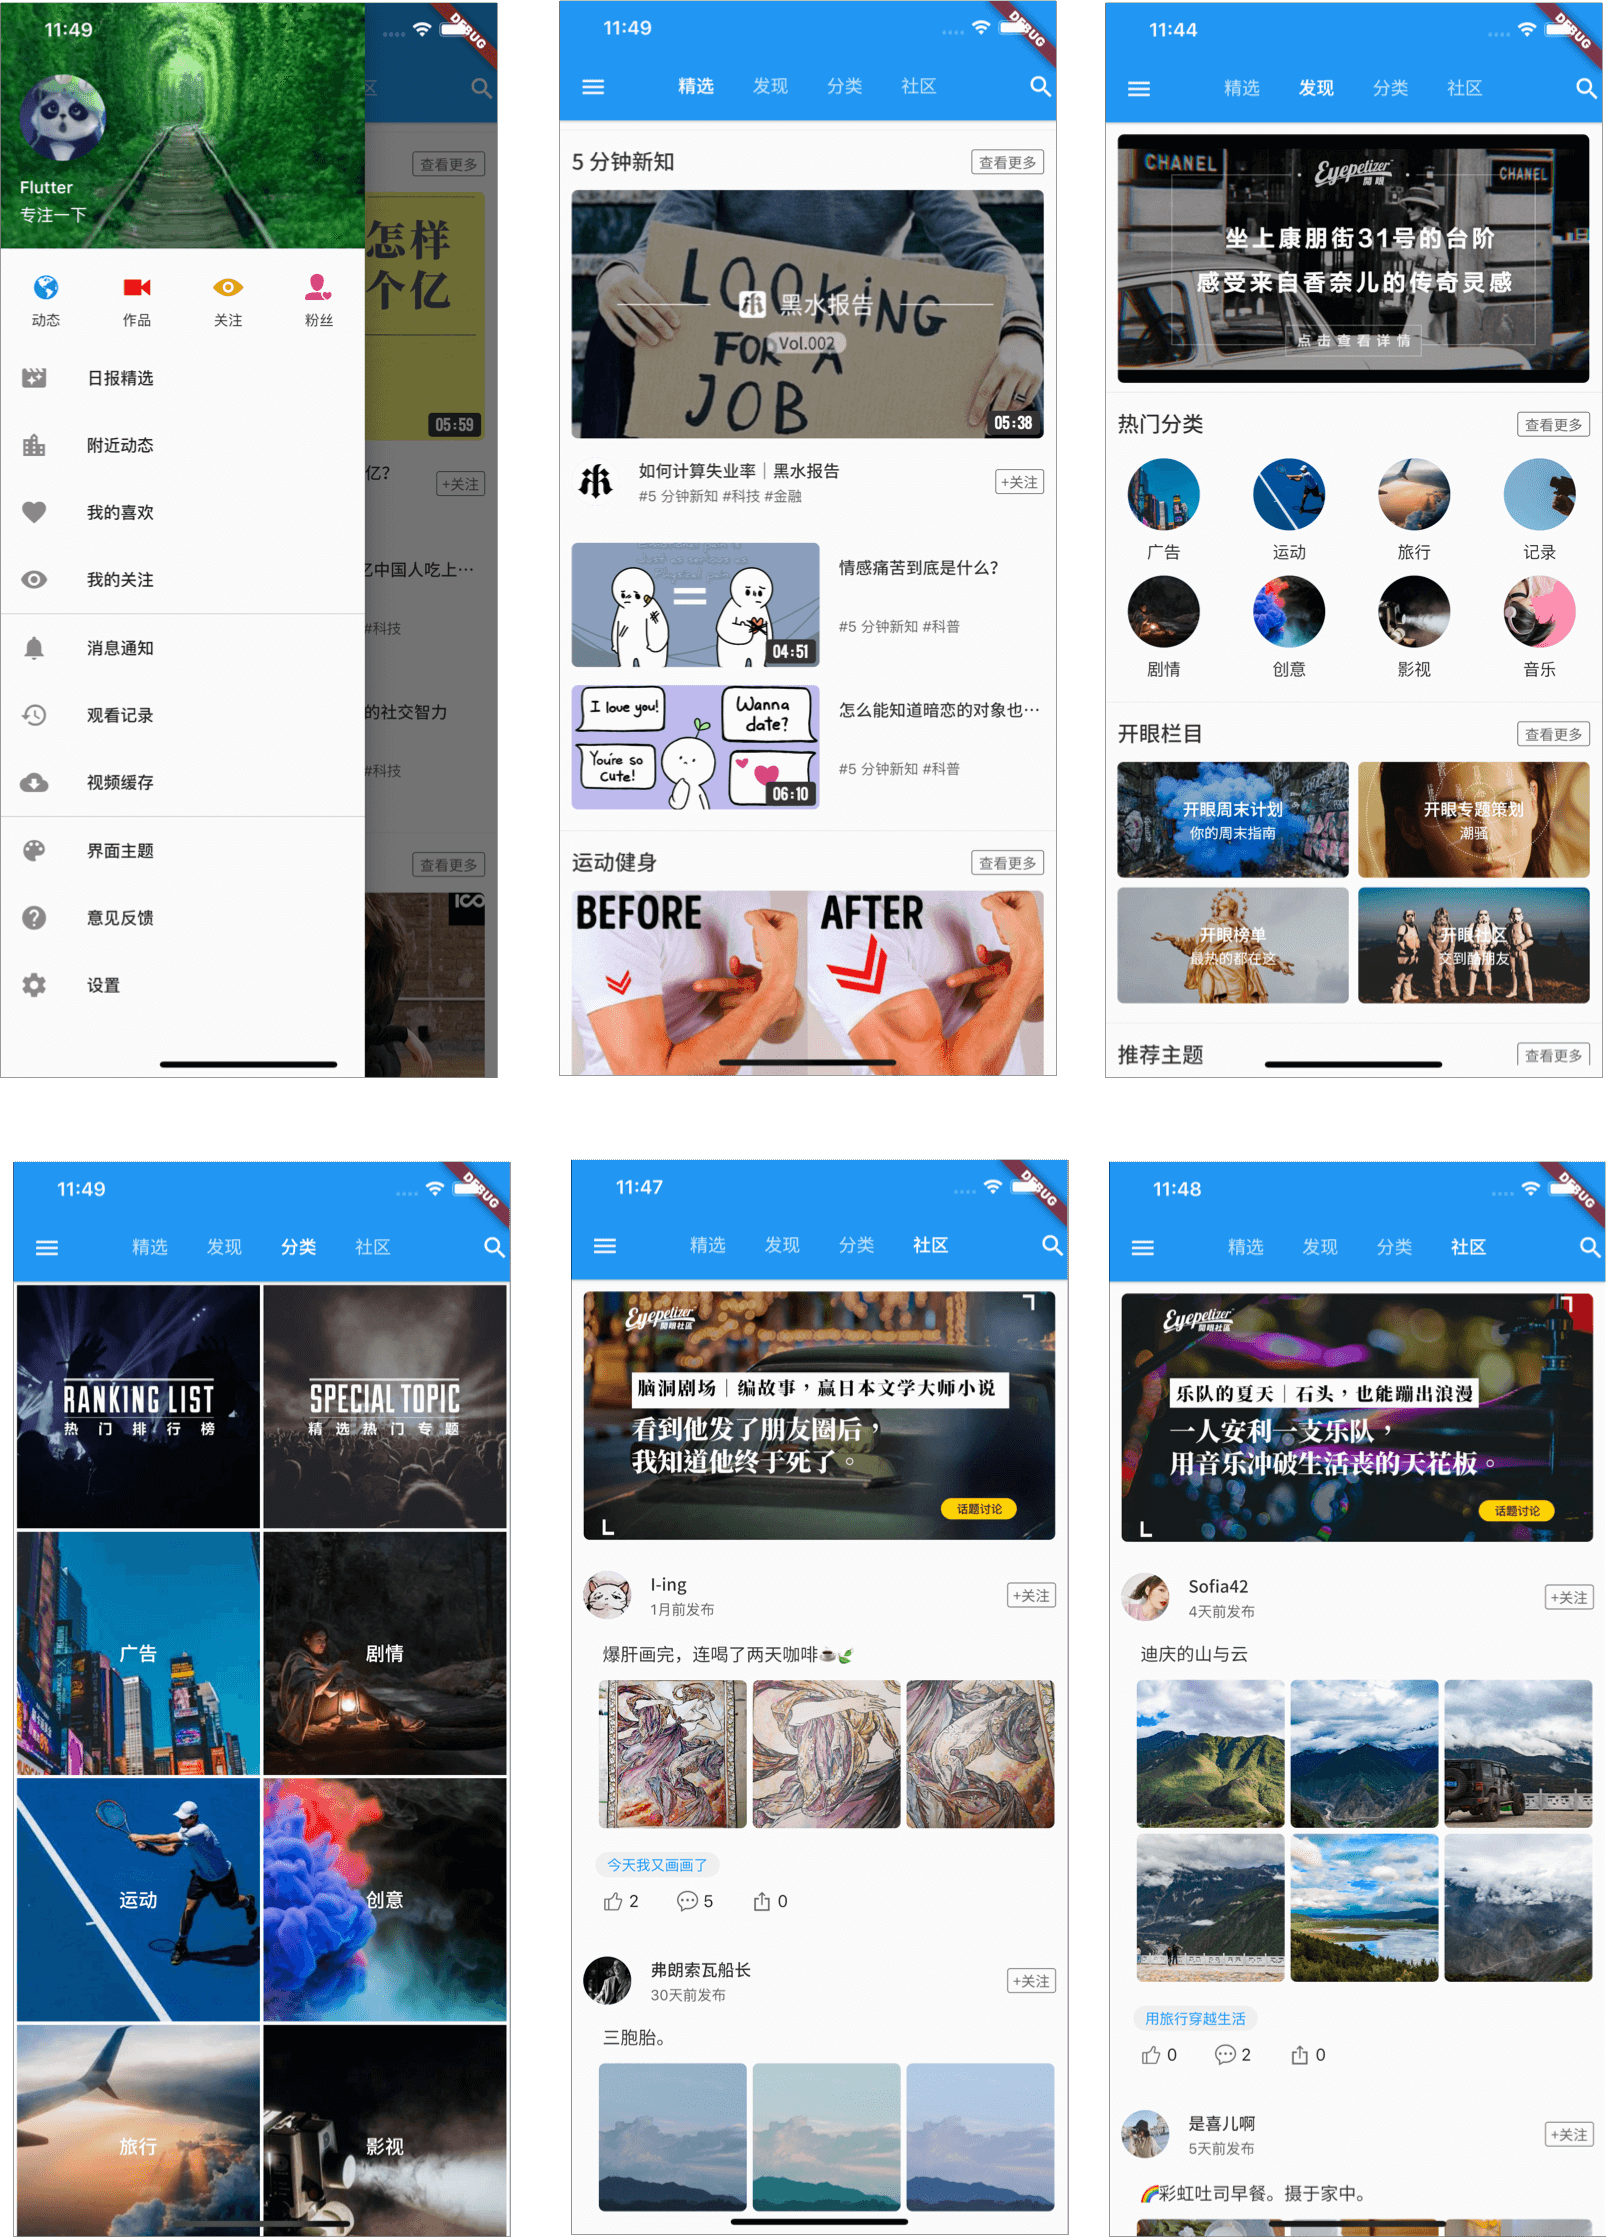 11:49
DEBUG
区
查看更多
Flutter
专注一下
怎样
个亿
动态
作品
关注
粉丝
05:59
日报精选
附近动态
亿?
+关注
我的喜欢
我的关注
亿中国人吃上…
#科技
消息通知
观看记录
的社交智力
#科技
视频缓存
界面主题
查看更多
意见反馈
设置
11:49
DEBUG
精选 发现 分类 社区
5 分钟新知
查看更多
LOOKING
FOR A
JOB
黑水报告
Vol.002
05:38
如何计算失业率｜黑水报告
#5 分钟新知 #科技 #金融
+关注
Emotional pain is
Just as serious as
Physical pain
=
04:51
情感痛苦到底是什么?
#5 分钟新知 #科普
I love you!
Wanna
date?
You're so
cute!
06:10
怎么能知道暗恋的对象也…
#5 分钟新知 #科普
运动健身
查看更多
BEFORE
AFTER
11:44
DEBUG
精选 发现 分类 社区
CHANEL
Eyepetizer
開眼
CHANEL
坐上康朋街31号的台阶
感受来自香奈儿的传奇灵感
点击查看详情
热门分类
查看更多
广告 运动 旅行 记录
剧情 创意 影视 音乐
开眼栏目
查看更多
开眼周末计划
你的周末指南
开眼专题策划
潮骚
开眼榜单
最热的都在这
开眼社区
交到酷朋友
推荐主题
查看更多
11:49
DEBUG
精选 发现 分类 社区
RANKING LIST
热门排行榜
SPECIAL TOPIC
精选热门专题
广告
剧情
运动
创意
旅行
影视
11:47
DEBUG
精选 发现 分类 社区
Eyepetizer
開眼社區
脑洞剧场｜编故事，赢日本文学大师小说
看到他发了朋友圈后，
我知道他终于死了。
话题讨论
I-ing
1月前发布
+关注
爆肝画完，连喝了两天咖啡☕🍃
今天我又画画了
2 5 0
弗朗索瓦船长
30天前发布
+关注
三胞胎。
11:48
DEBUG
精选 发现 分类 社区
Eyepetizer
開眼社區
乐队的夏天｜石头，也能蹦出浪漫
一人安利一支乐队，
用音乐冲破生活丧的天花板。
话题讨论
Sofia42
4天前发布
+关注
迪庆的山与云
用旅行穿越生活
0 2 0
是喜儿啊
5天前发布
+关注
🌈彩虹吐司早餐。摄于家中。